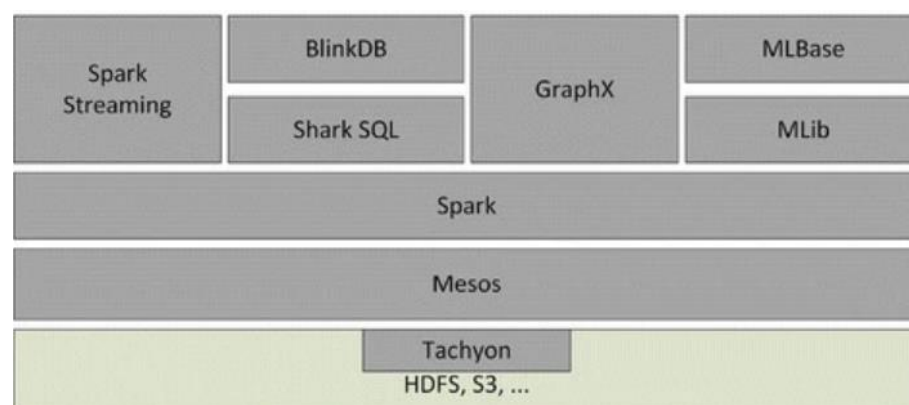 Spark
Streaming
BlinkDB
Shark SQL
GraphX
MLBase
MLib
Spark
Mesos
Tachyon
HDFS, S3, ...